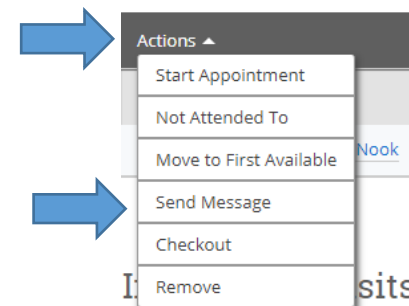 Actions ▲
Start Appointment
Not Attended To
Move to First Available
Nook
Send Message
Checkout
Remove